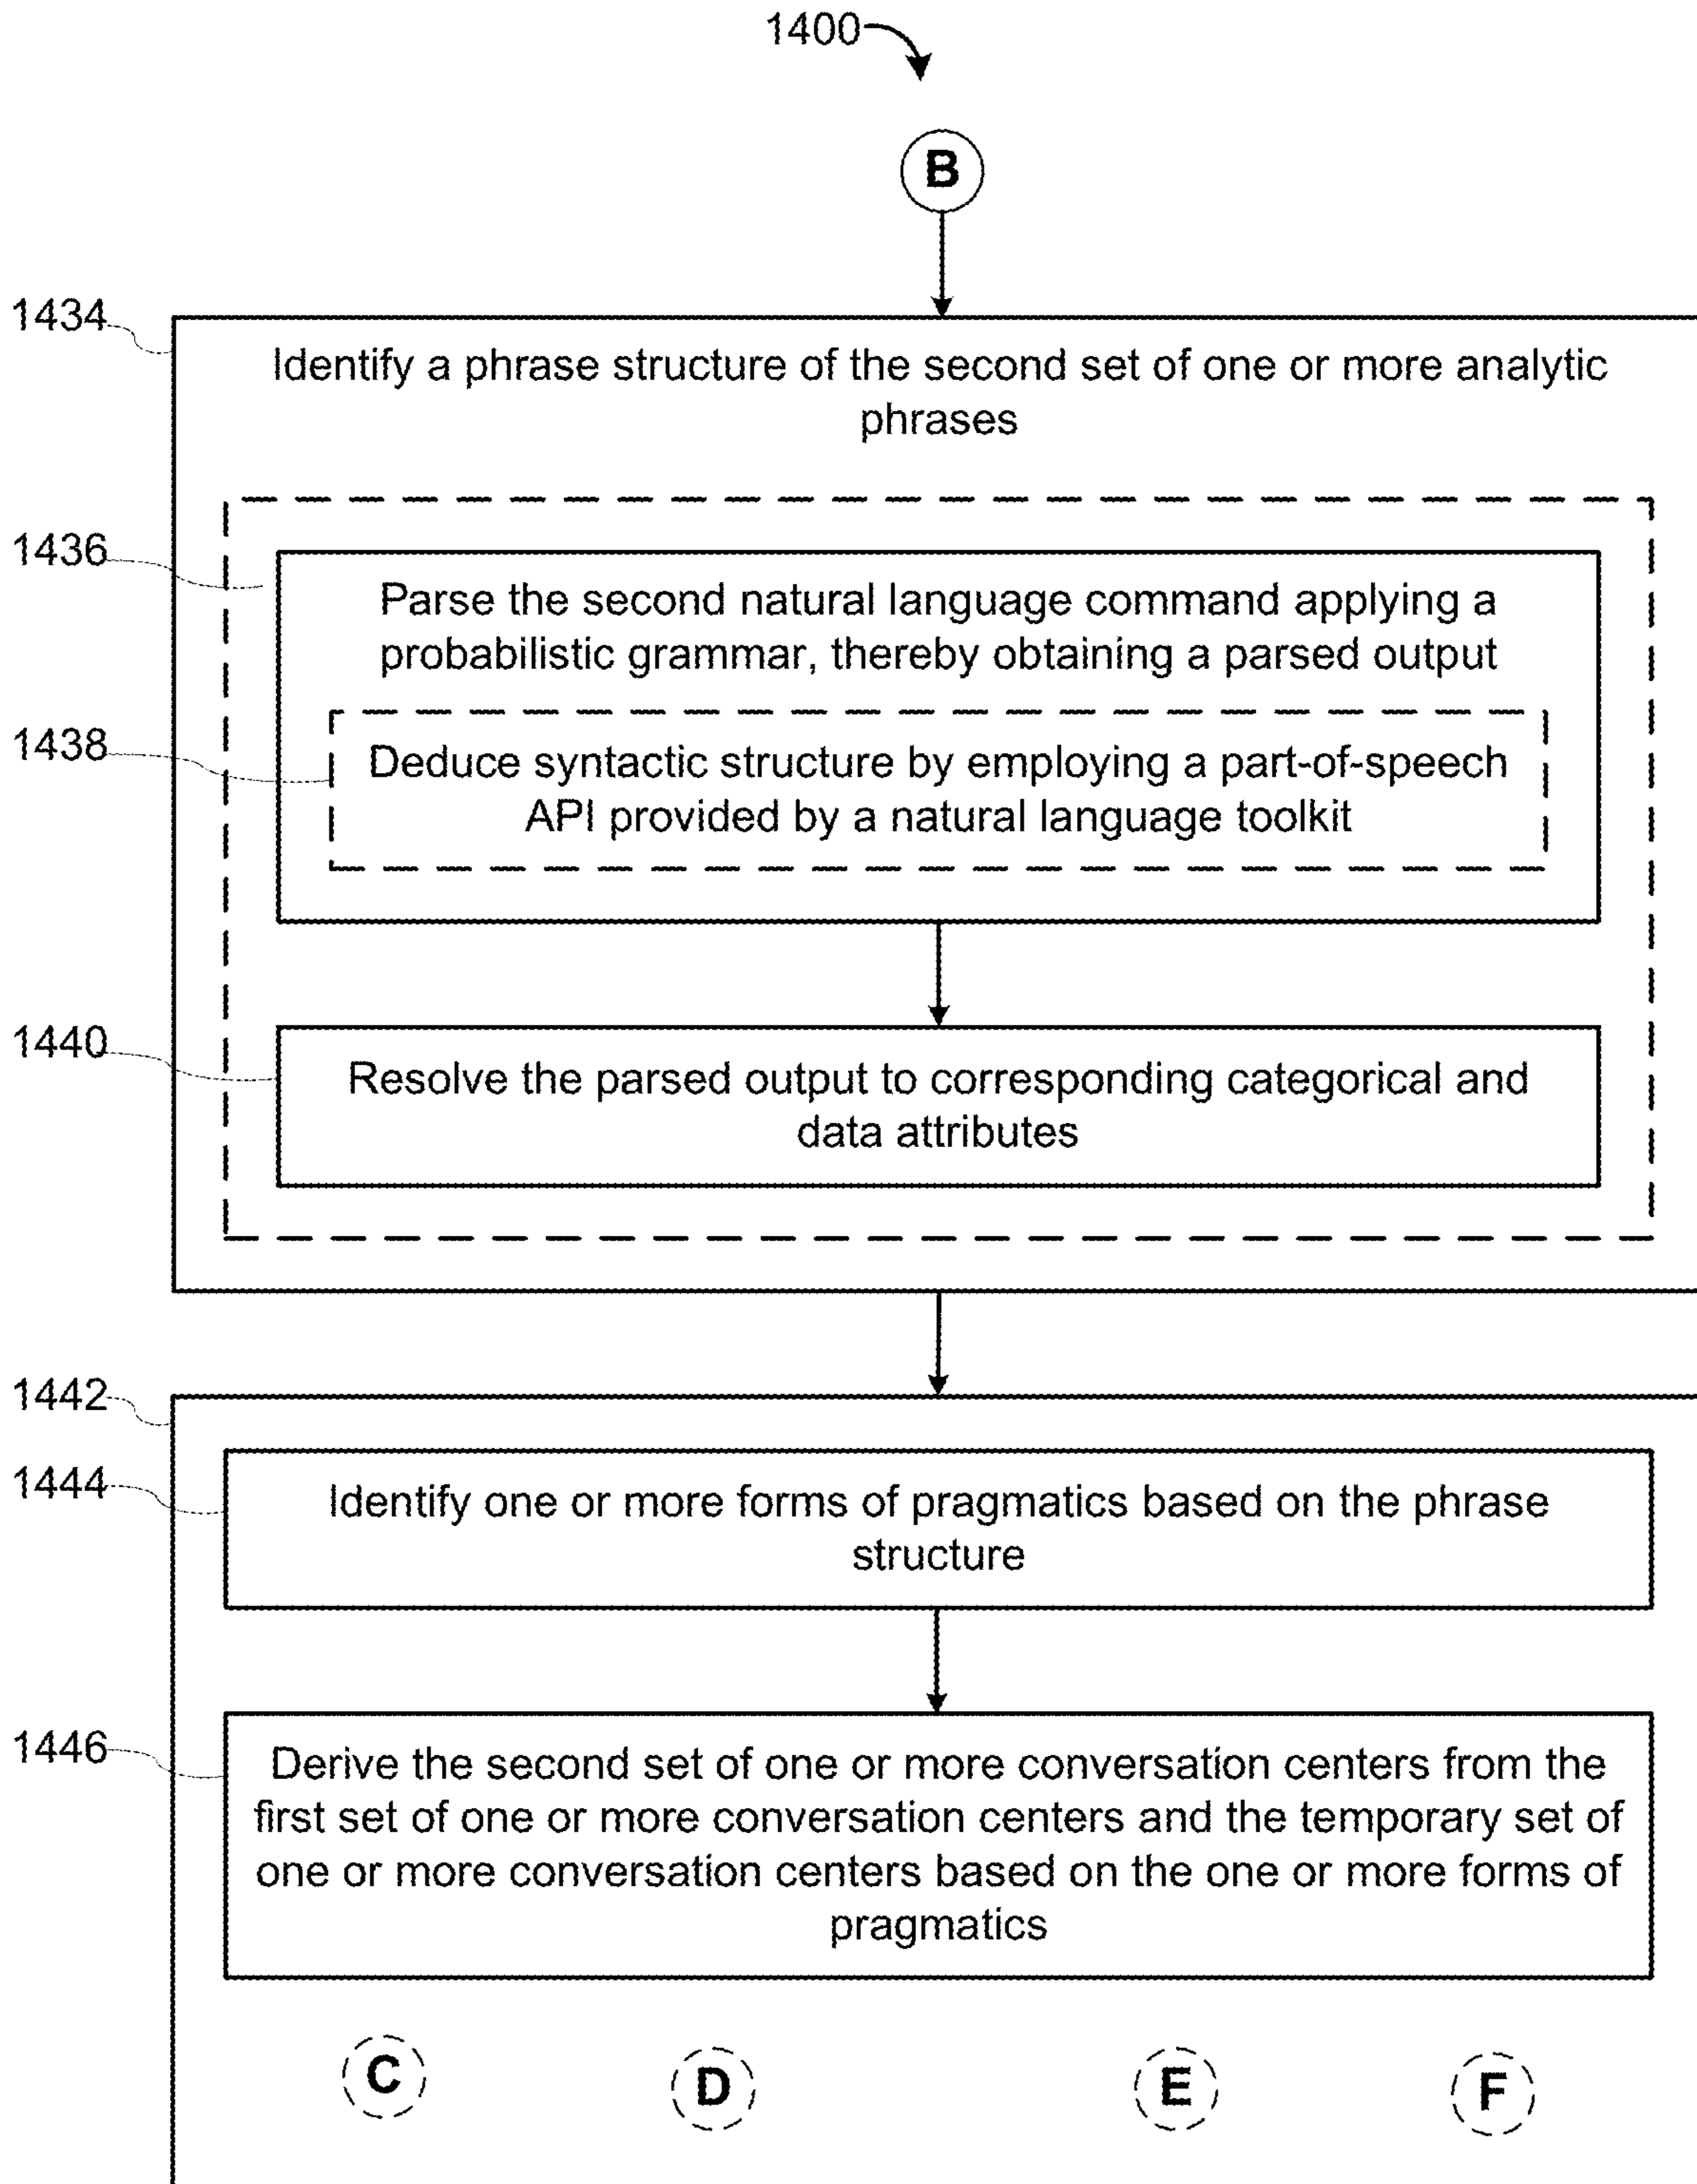 1400
B
1434
Identify a phrase structure of the second set of one or more analytic
phrases
1436
Parse the second natural language command applying a
probabilistic grammar, thereby obtaining a parsed output
1438
Deduce syntactic structure by employing a part-of-speech
API provided by a natural language toolkit
1440
Resolve the parsed output to corresponding categorical and
data attributes
1442
1444
Identify one or more forms of pragmatics based on the phrase
structure
1446
Derive the second set of one or more conversation centers from the
first set of one or more conversation centers and the temporary set of
one or more conversation centers based on the one or more forms of
pragmatics
C D E F